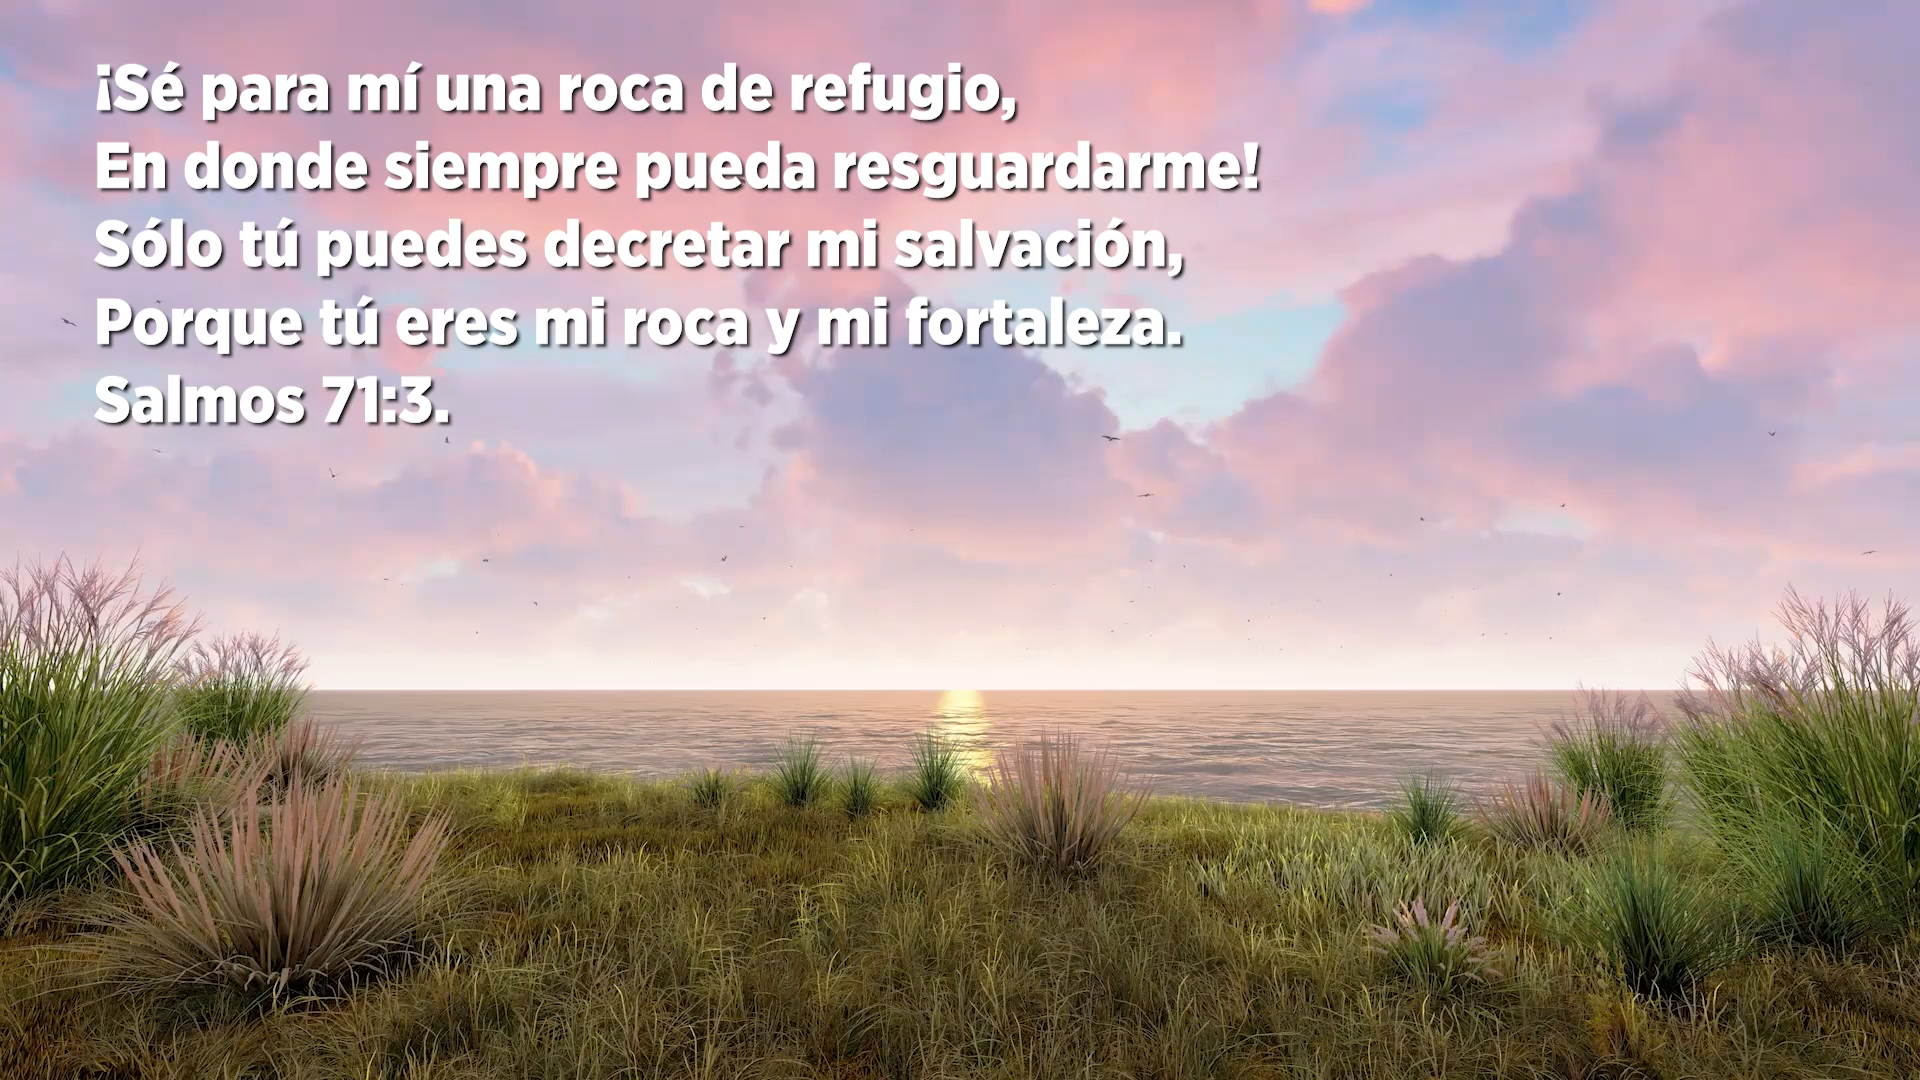 ¡Sé para mí una roca de refugio,
En donde siempre pueda resguardarme!
Sólo tú puedes decretar mi salvación,
Porque tú eres mi roca y mi fortaleza.
Salmos 71:3.